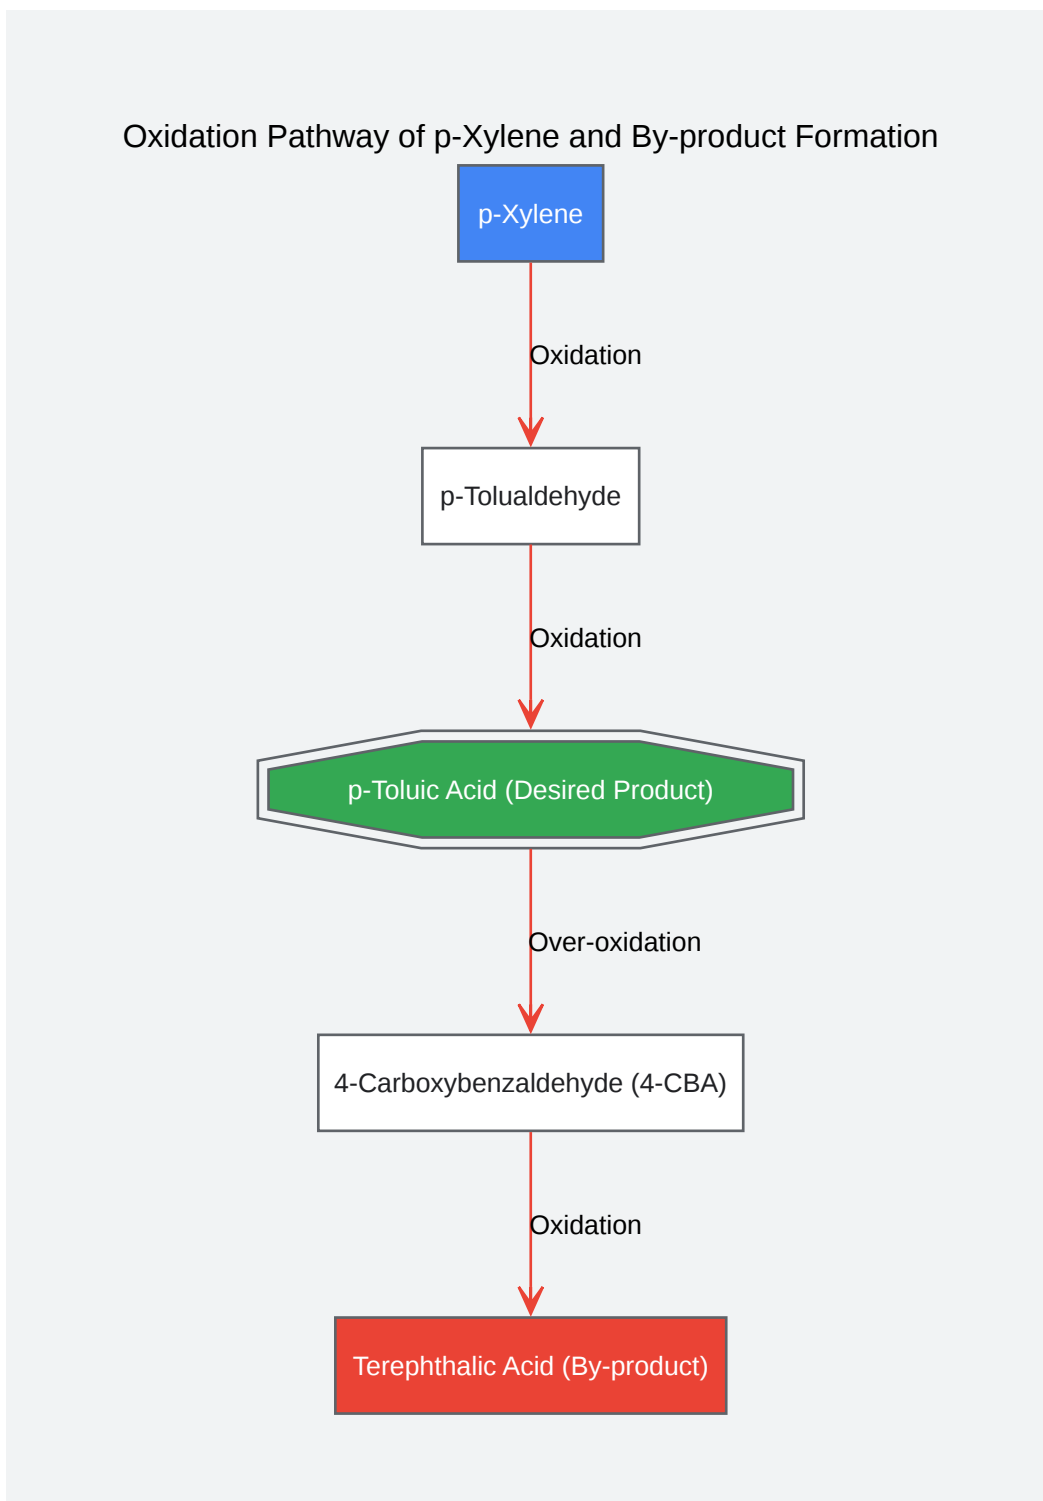 Oxidation Pathway of p-Xylene and By-product Formation
p-Xylene
Oxidation
p-Tolualdehyde
Oxidation
p-Toluic Acid (Desired Product)
Over-oxidation
4-Carboxybenzaldehyde (4-CBA)
Oxidation
Terephthalic Acid (By-product)